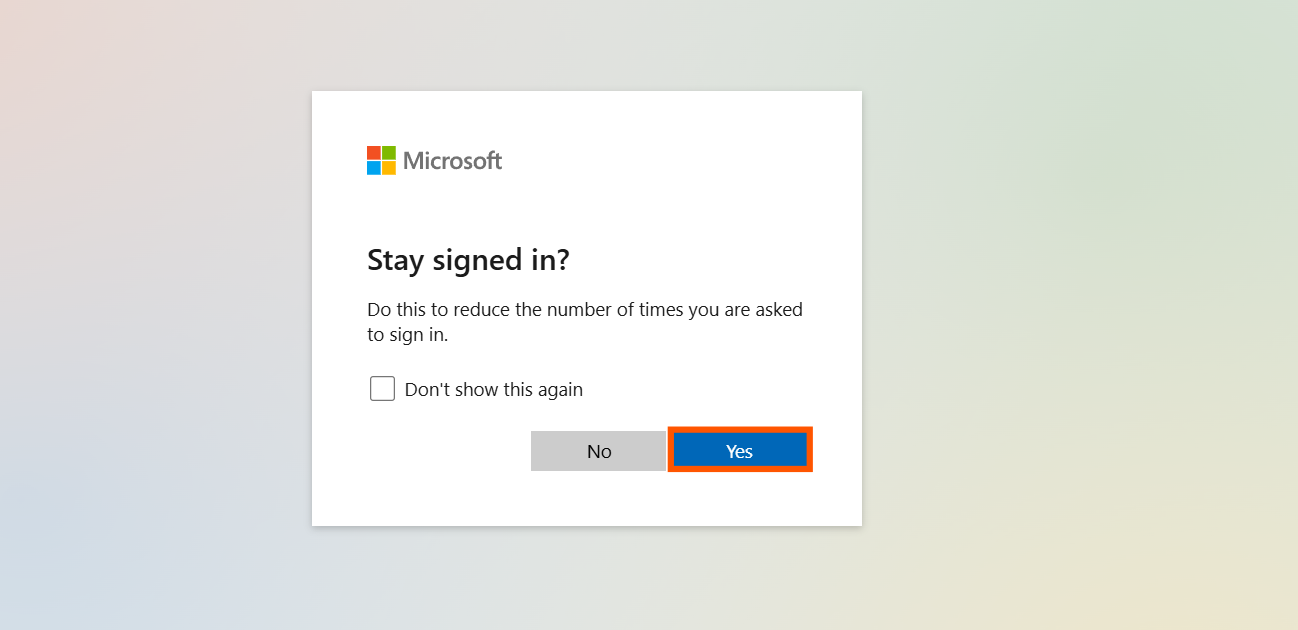 Microsoft
Stay signed in?
Do this to reduce the number of times you are asked
to sign in.
Don't show this again
No
Yes